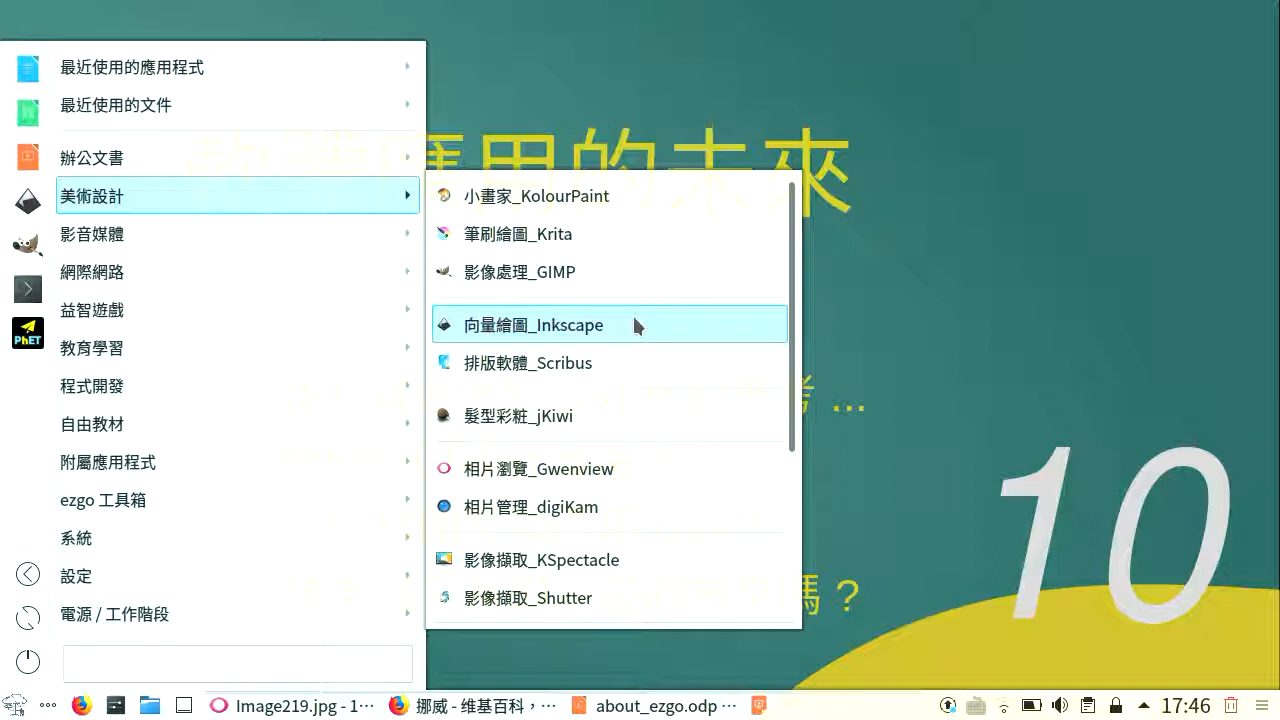 最近使用的應用程式
最近使用的文件
辦公文書
美術設計
影音媒體
網際網路
益智遊戲
教育學習
程式開發
自由教材
附屬應用程式
ezgo 工具箱
系統
設定
電源 / 工作階段
PhET
小畫家_KolourPaint
筆刷繪圖_Krita
影像處理_GIMP
向量繪圖_Inkscape
排版軟體_Scribus
髮型彩粧_jKiwi
相片瀏覽_Gwenview
相片管理_digiKam
影像擷取_KSpectacle
影像擷取_Shutter
應用的未來
考...
嗎？
10
Image219.jpg - 1⋯
挪威 - 維基百科，⋯
about_ezgo.odp ⋯
17:46